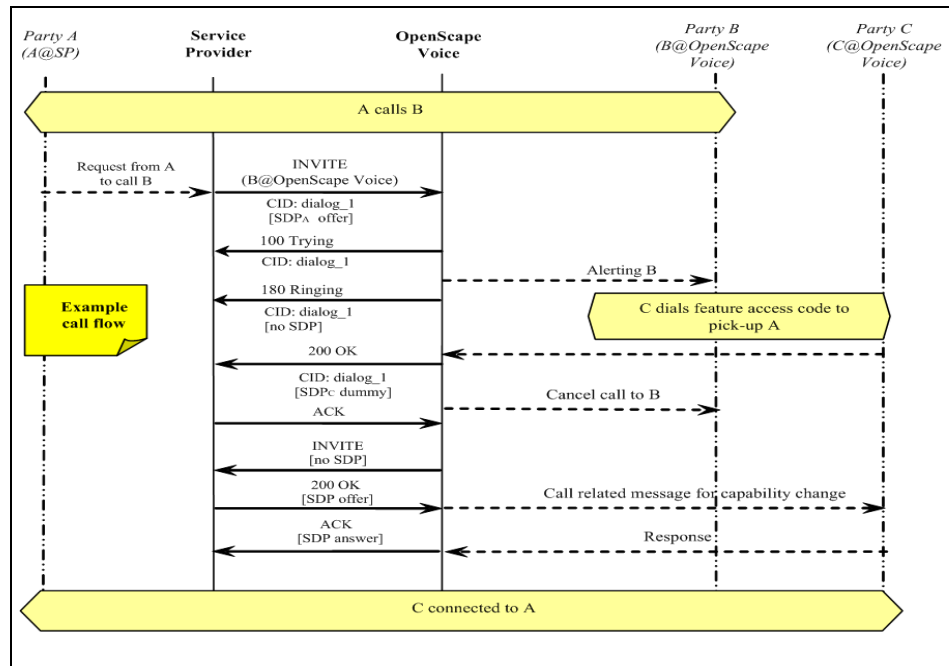 Party A
(A@SP)
Service
Provider
OpenScape
Voice
Party B
(B@OpenScape
Voice)
Party C
(C@OpenScape
Voice)
A calls B
Request from A
to call B
INVITE
(B@OpenScape Voice)
CID: dialog_1
[SDPA offer]
100 Trying
CID: dialog_1
Alerting B
180 Ringing
CID: dialog_1
[no SDP]
Example
call flow
C dials feature access code to
pick-up A
200 OK
CID: dialog_1
[SDPC dummy]
Cancel call to B
ACK
INVITE
[no SDP]
200 OK
[SDP offer]
Call related message for capability change
ACK
[SDP answer]
Response
C connected to A